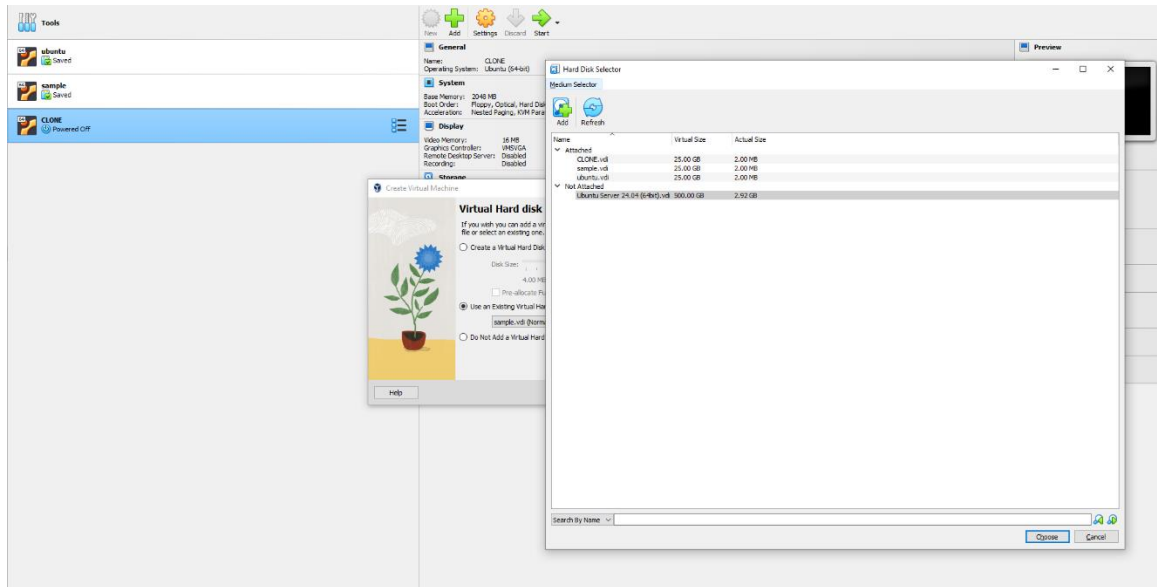 Tools
64
ubuntu
Saved
64
sample
Saved
64
CLONE
Powered Off
New Add Settings Discard Start
General
Name: CLONE
Operating System: Ubuntu (64-bit)
System
Base Memory: 2048 MB
Boot Order: Floppy, Optical, Hard Disk
Acceleration: Nested Paging, KVM Para
Display
Video Memory: 16 MB
Graphics Controller: VMSVGA
Remote Desktop Server: Disabled
Recording: Disabled
Storage
Preview
Create Virtual Machine
Virtual Hard disk
If you wish you can add a vir
file or select an existing one.
Create a Virtual Hard Disk
Disk Size:
4.00 MB
Pre-allocate Fu
Use an Existing Virtual Har
sample.vdi (Norma
Do Not Add a Virtual Hard
Help
Hard Disk Selector
Medium Selector
Add Refresh
Name Virtual Size Actual Size
Attached
CLONE.vdi 25.00 GB 2.00 MB
sample.vdi 25.00 GB 2.00 MB
ubuntu.vdi 25.00 GB 2.00 MB
Not Attached
Ubuntu Server 24.04 (64bit).vdi 500.00 GB 2.92 GB
Search By Name
Choose Cancel